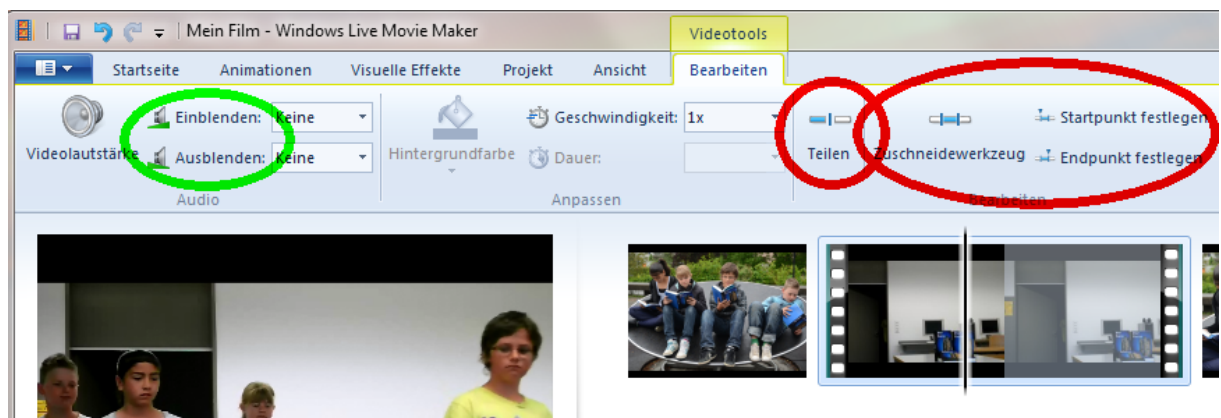 Mein Film - Windows Live Movie Maker
Videotools
Startseite Animationen Visuelle Effekte Projekt Ansicht Bearbeiten
Einblenden: Keine Geschwindigkeit: 1x Startpunkt festlegen
Videolautstärke Ausblenden: Keine Hintergrundfarbe Dauer: Teilen Zuschneidewerkzeug Endpunkt festlegen
Audio Anpassen Bearbeiten